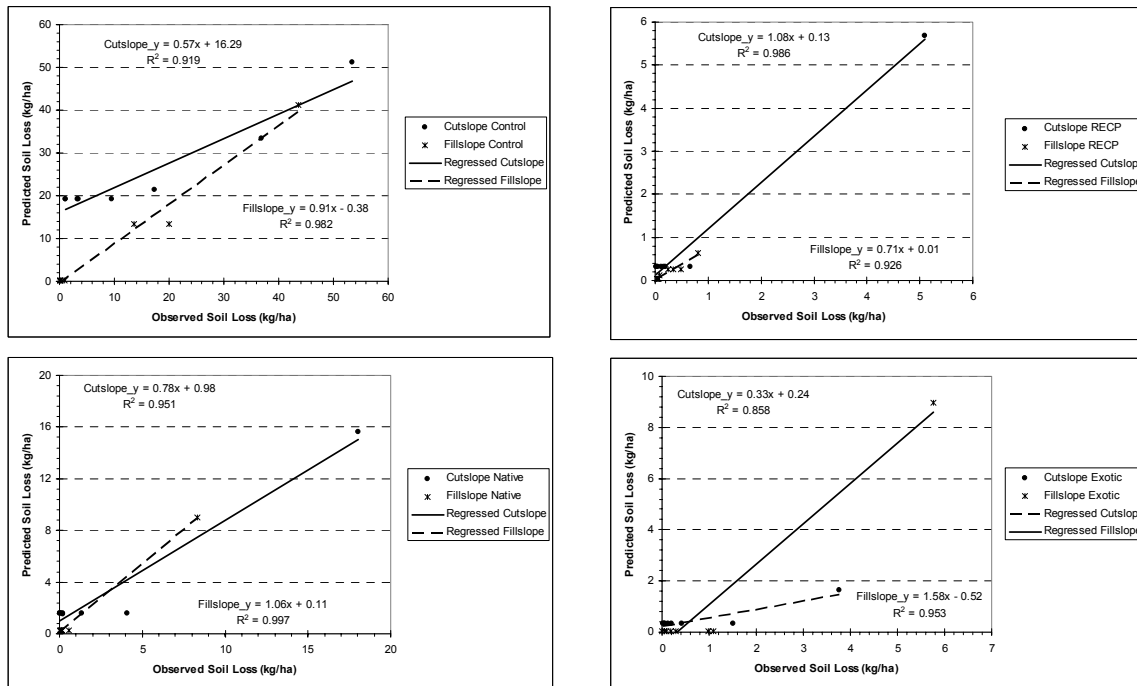 60
50
40
30
20
10
0
Predicted Soil Loss (kg/ha)
Cutslope_y = 0.57x + 16.29
R² = 0.919
Fillslope_y = 0.91x - 0.38
R² = 0.982
0 10 20 30 40 50 60
Observed Soil Loss (kg/ha)
Cutslope Control
Fillslope Control
Regressed Cutslope
Regressed Fillslope
6
5
4
3
2
1
0
Predicted Soil Loss (kg/ha)
Cutslope_y = 1.08x + 0.13
R² = 0.986
Fillslope_y = 0.71x + 0.01
R² = 0.926
0 1 2 3 4 5 6
Observed Soil Loss (kg/ha)
Cutslope RECP
Fillslope RECP
Regressed Cutslope
Regressed Fillslope
20
16
12
8
4
0
Predicted Soil Loss (kg/ha)
Cutslope_y = 0.78x + 0.98
R² = 0.951
Fillslope_y = 1.06x + 0.11
R² = 0.997
0 5 10 15 20
Observed Soil Loss (kg/ha)
Cutslope Native
Fillslope Native
Regressed Cutslope
Regressed Fillslope
10
8
6
4
2
0
Predicted Soil Loss (kg/ha)
Cutslope_y = 0.33x + 0.24
R² = 0.858
Fillslope_y = 1.58x - 0.52
R² = 0.953
0 1 2 3 4 5 6 7
Observed Soil Loss (kg/ha)
Cutslope Exotic
Fillslope Exotic
Regressed Cutslope
Regressed Fillslope